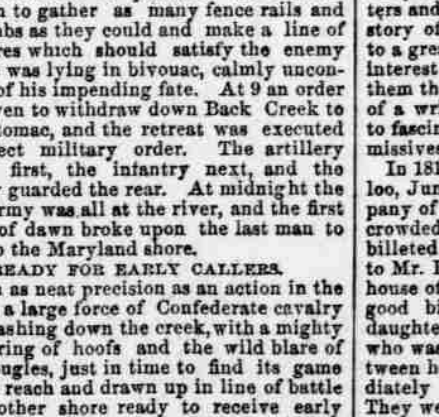 n to gather as many fence rails and
bs as they could and make a line of
res which should satisfy the enemy
was lying in bivouac, calmly uncon-
of his impending fate. At 9 an order
ven to withdraw down Back Creek to
tomac, and the retreat was executed
ect military order. The artillery
first, the infantry next, and the
guarded the rear. At midnight the
rmy was all at the river, and the first
of dawn broke upon the last man to
o the Maryland shore.
READY FOR EARLY CALLERS.
as neat precision as an action in the
a large force of Confederate cavalry
ashing down the creek, with a mighty
ring of hoofs and the wild blare of
ugles, just in time to find its game
reach and drawn up in line of battle
other shore ready to receive early
ters and
story of
to a gre
interest
them th
of a wr
to fascin
missives
In 181
loo, Jun
pany of
crowded
billeted
to Mr.
house of
good bi
daughte
who was
tween h
diately
They we